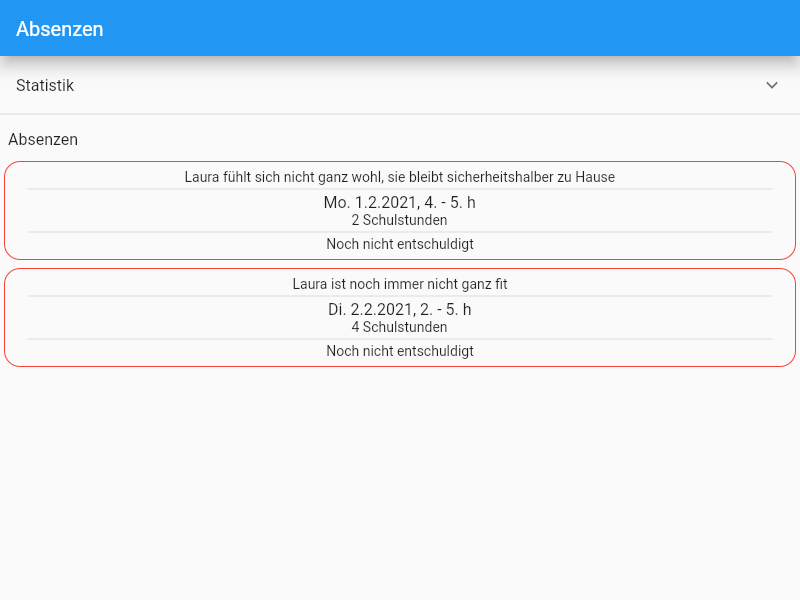 Absenzen
Statistik
Absenzen
Laura fühlt sich nicht ganz wohl, sie bleibt sicherheitshalber zu Hause
Mo. 1.2.2021, 4. - 5. h
2 Schulstunden
Noch nicht entschuldigt
Laura ist noch immer nicht ganz fit
Di. 2.2.2021, 2. - 5. h
4 Schulstunden
Noch nicht entschuldigt